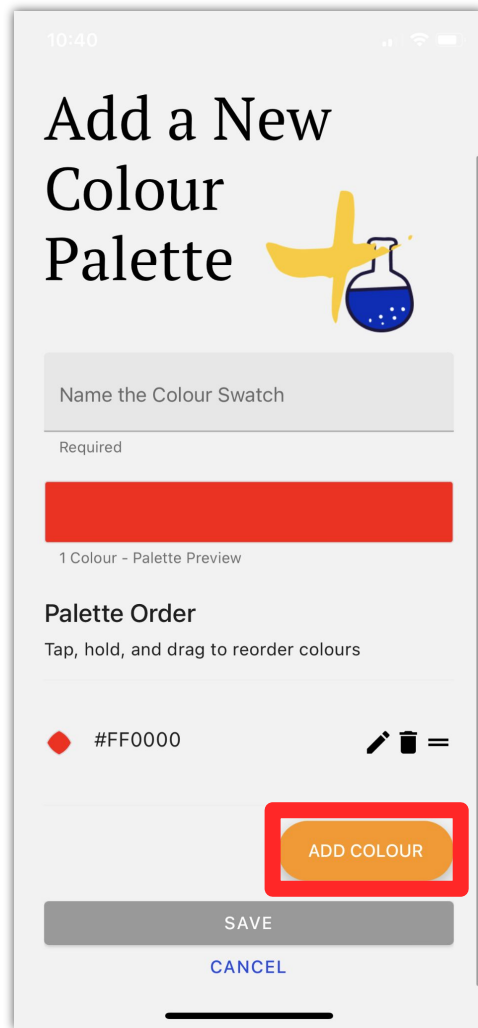 10:40
Add a New
Colour
Palette
Name the Colour Swatch
Required
1 Colour - Palette Preview
Palette Order
Tap, hold, and drag to reorder colours
#FF0000
ADD COLOUR
SAVE
CANCEL